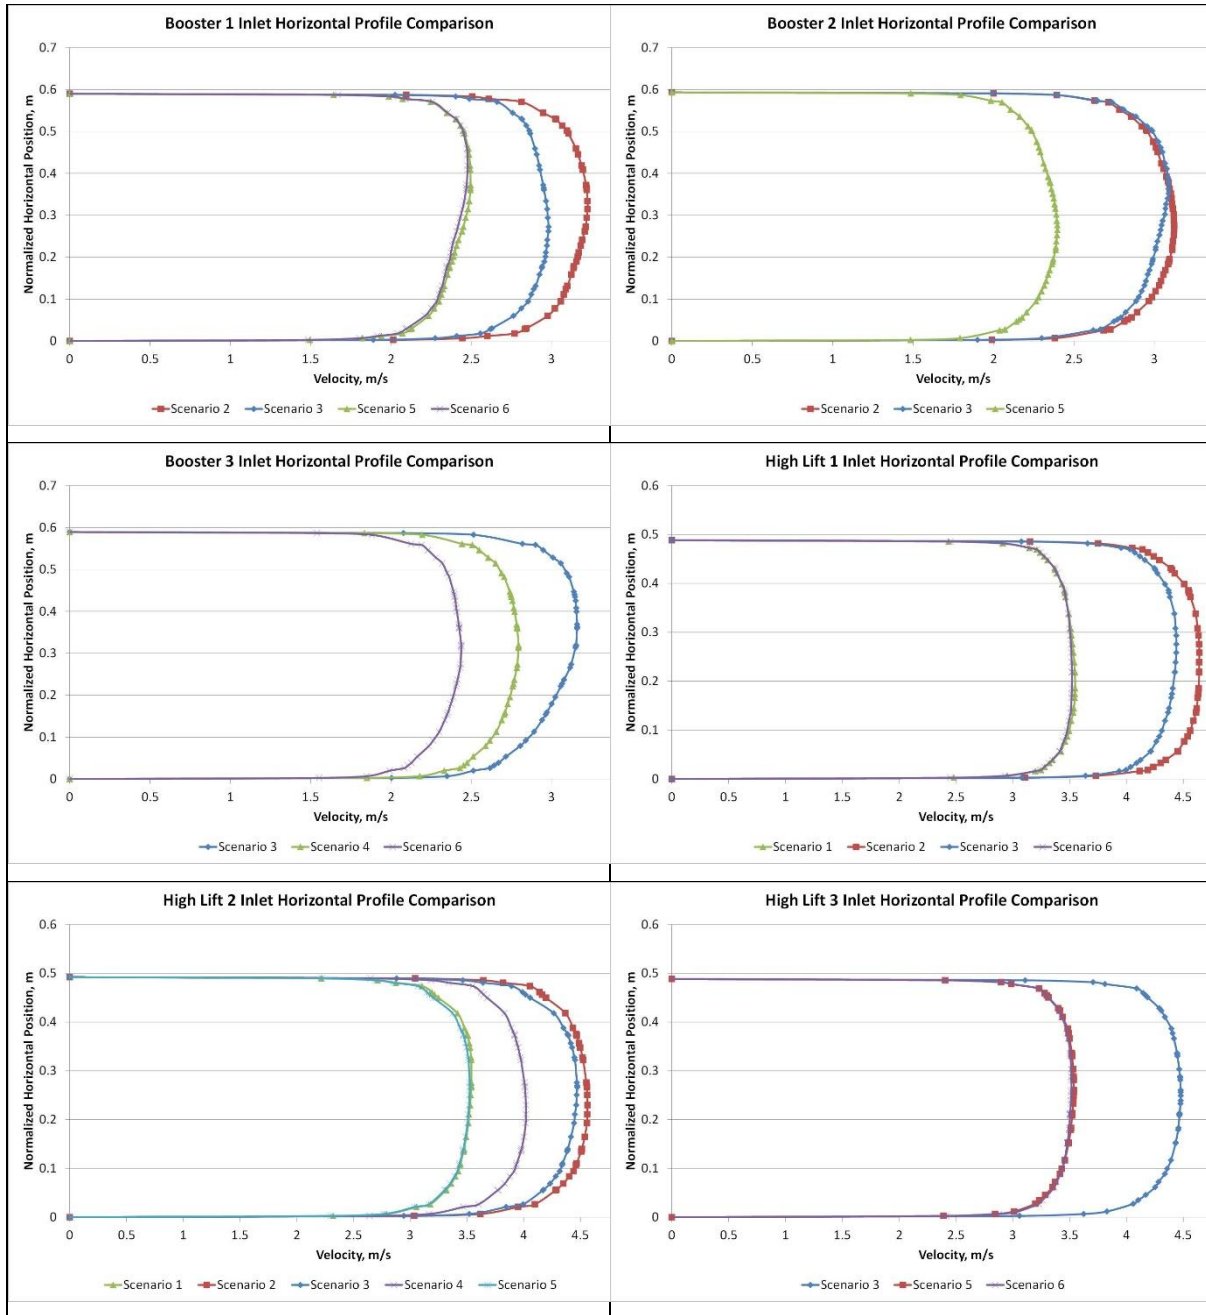 Booster 1 Inlet Horizontal Profile Comparison
Normalized Horizontal Position, m
0.7
0.6
0.5
0.4
0.3
0.2
0.1
0
0 0.5 1 1.5 2 2.5 3
Velocity, m/s
Scenario 2 Scenario 3 Scenario 5 Scenario 6
Booster 2 Inlet Horizontal Profile Comparison
Normalized Horizontal Position, m
0.7
0.6
0.5
0.4
0.3
0.2
0.1
0
0 0.5 1 1.5 2 2.5 3
Velocity, m/s
Scenario 2 Scenario 3 Scenario 5
Booster 3 Inlet Horizontal Profile Comparison
Normalized Horizontal Position, m
0.7
0.6
0.5
0.4
0.3
0.2
0.1
0
0 0.5 1 1.5 2 2.5 3
Velocity, m/s
Scenario 3 Scenario 4 Scenario 6
High Lift 1 Inlet Horizontal Profile Comparison
Normalized Horizontal Position, m
0.6
0.5
0.4
0.3
0.2
0.1
0
0 0.5 1 1.5 2 2.5 3 3.5 4 4.5
Velocity, m/s
Scenario 1 Scenario 2 Scenario 3 Scenario 6
High Lift 2 Inlet Horizontal Profile Comparison
Normalized Horizontal Position, m
0.6
0.5
0.4
0.3
0.2
0.1
0
0 0.5 1 1.5 2 2.5 3 3.5 4 4.5
Velocity, m/s
Scenario 1 Scenario 2 Scenario 3 Scenario 4 Scenario 5
High Lift 3 Inlet Horizontal Profile Comparison
Normalized Horizontal Position, m
0.6
0.5
0.4
0.3
0.2
0.1
0
0 0.5 1 1.5 2 2.5 3 3.5 4 4.5
Velocity, m/s
Scenario 3 Scenario 5 Scenario 6